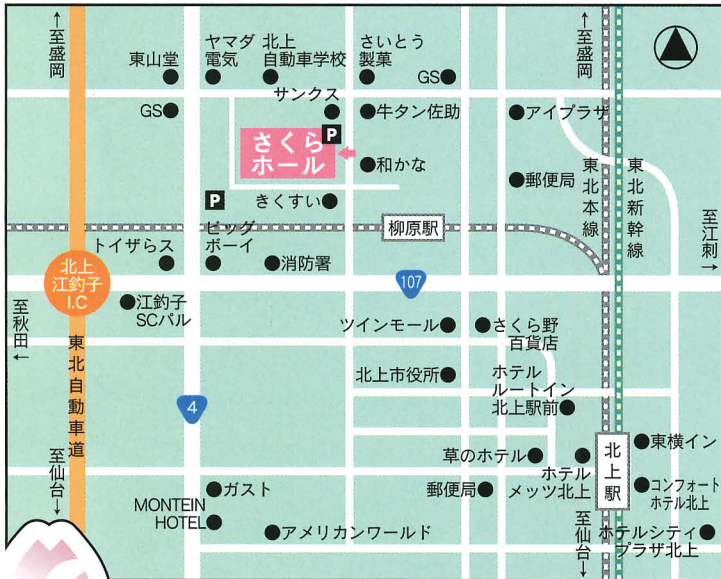 ←至盛岡
東山堂
ヤマダ
電気
北上
自動車学校
さいとう
製菓
GS
←至盛岡
GS
サンクス
P
牛タン佐助
アイプラザ
さくら
ホール
和かな
郵便局
東北本線
東北新幹線
P
きくすい
至江刺→
柳原駅
トイザらス
ビッグ
ボーイ
消防署
北上
江釣子
I.C
107
江釣子
SCパル
至秋田←
ツインモール
さくら野
百貨店
東北自動車道
北上市役所
ホテル
ルートイン
北上駅前
4
草のホテル
ホテル
メッツ北上
北上駅
東横イン
至仙台→
ガスト
郵便局
コンフォート
ホテル北上
MONTEIN
HOTEL
アメリカンワールド
至仙台→
ホテルシティ
プラザ北上